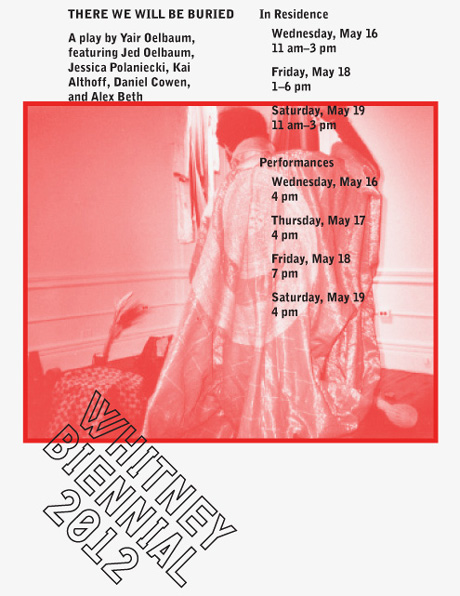 THERE WE WILL BE BURIED
A play by Yair Oelbaum,
featuring Jed Oelbaum,
Jessica Polaniecki, Kai
Althoff, Daniel Cowen,
and Alex Beth
In Residence
Wednesday, May 16
11 am–3 pm
Friday, May 18
1–6 pm
Saturday, May 19
11 am–3 pm
Performances
Wednesday, May 16
4 pm
Thursday, May 17
4 pm
Friday, May 18
7 pm
Saturday, May 19
4 pm
WHITNEY
BIENNIAL
2012